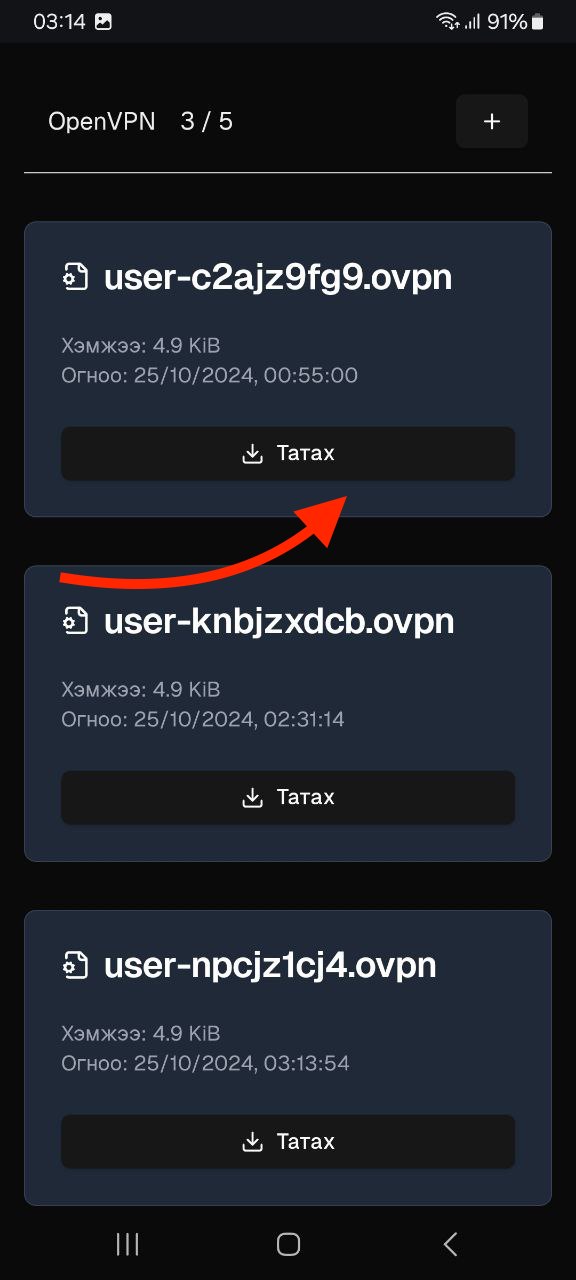 03:14
91%
OpenVPN 3 / 5
+
user-c2ajz9fg9.ovpn
Хэмжээ: 4.9 KiB
Огноо: 25/10/2024, 00:55:00
Татах
user-knbjzxdcb.ovpn
Хэмжээ: 4.9 KiB
Огноо: 25/10/2024, 02:31:14
Татах
user-npcjz1cj4.ovpn
Хэмжээ: 4.9 KiB
Огноо: 25/10/2024, 03:13:54
Татах